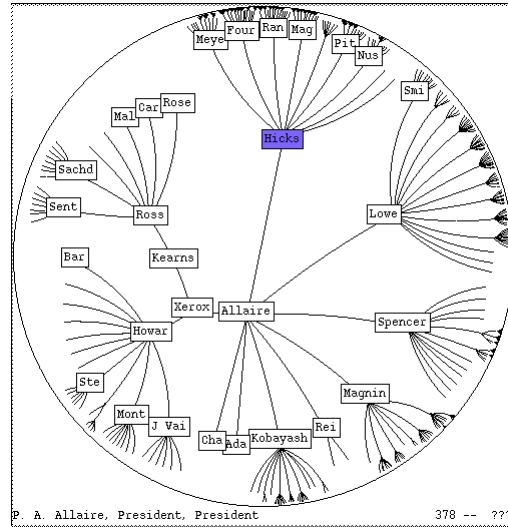 Meye Four Ran Mag Pit Nus
Smi
Mal Car Rose
Hicks
Sachd
Sent Ross Lowe
Bar Kearns
Xerox Allaire
Howar Spencer
Ste Magnin
Mont J Vai Cha Ada Kobayash Rei
P. A. Allaire, President, President 378 -- ???